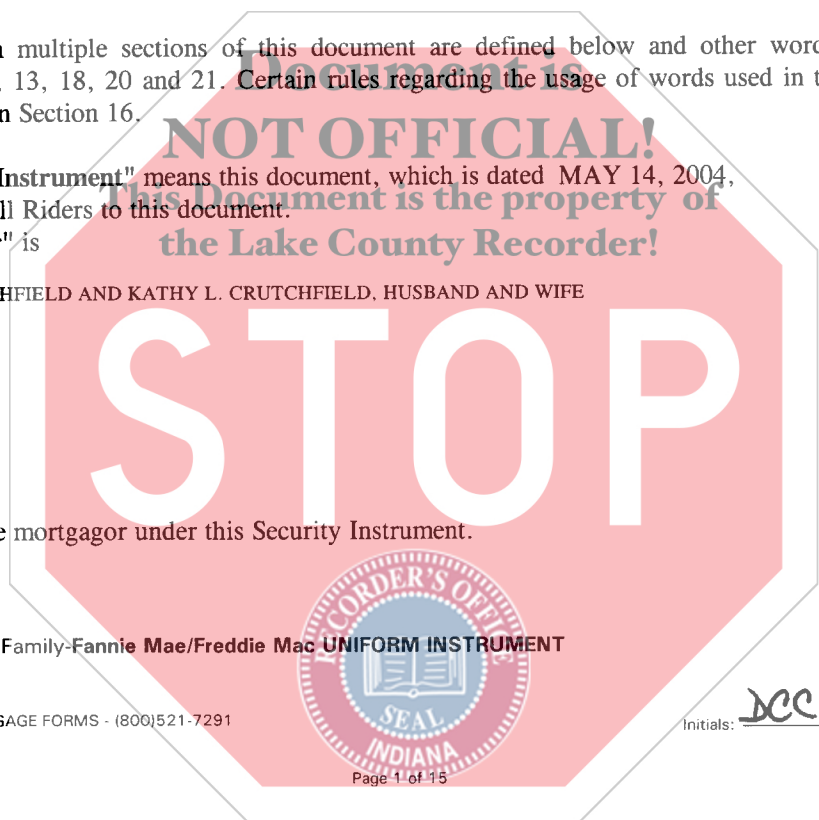 multiple sections of this document are defined below and other
Document is
, 13, 18, 20 and 21. Certain rules regarding the usage of words used in
n Section 16.
NOT OFFICIAL!
Instrument" means this document, which is dated MAY 14, 2004,
This Document is the property of
ll Riders to this document.
" is
the Lake County Recorder!
HFIELD AND KATHY L. CRUTCHFIELD, HUSBAND AND WIFE
STOP
e mortgagor under this Security Instrument.
RECORDER'S OFFICE
Family-Fannie Mae/Freddie Mac UNIFORM INSTRUMENT
SEAL
GAGE FORMS - (800)521-7291
Initials: DCC
INDIANA
Page 1 of 15